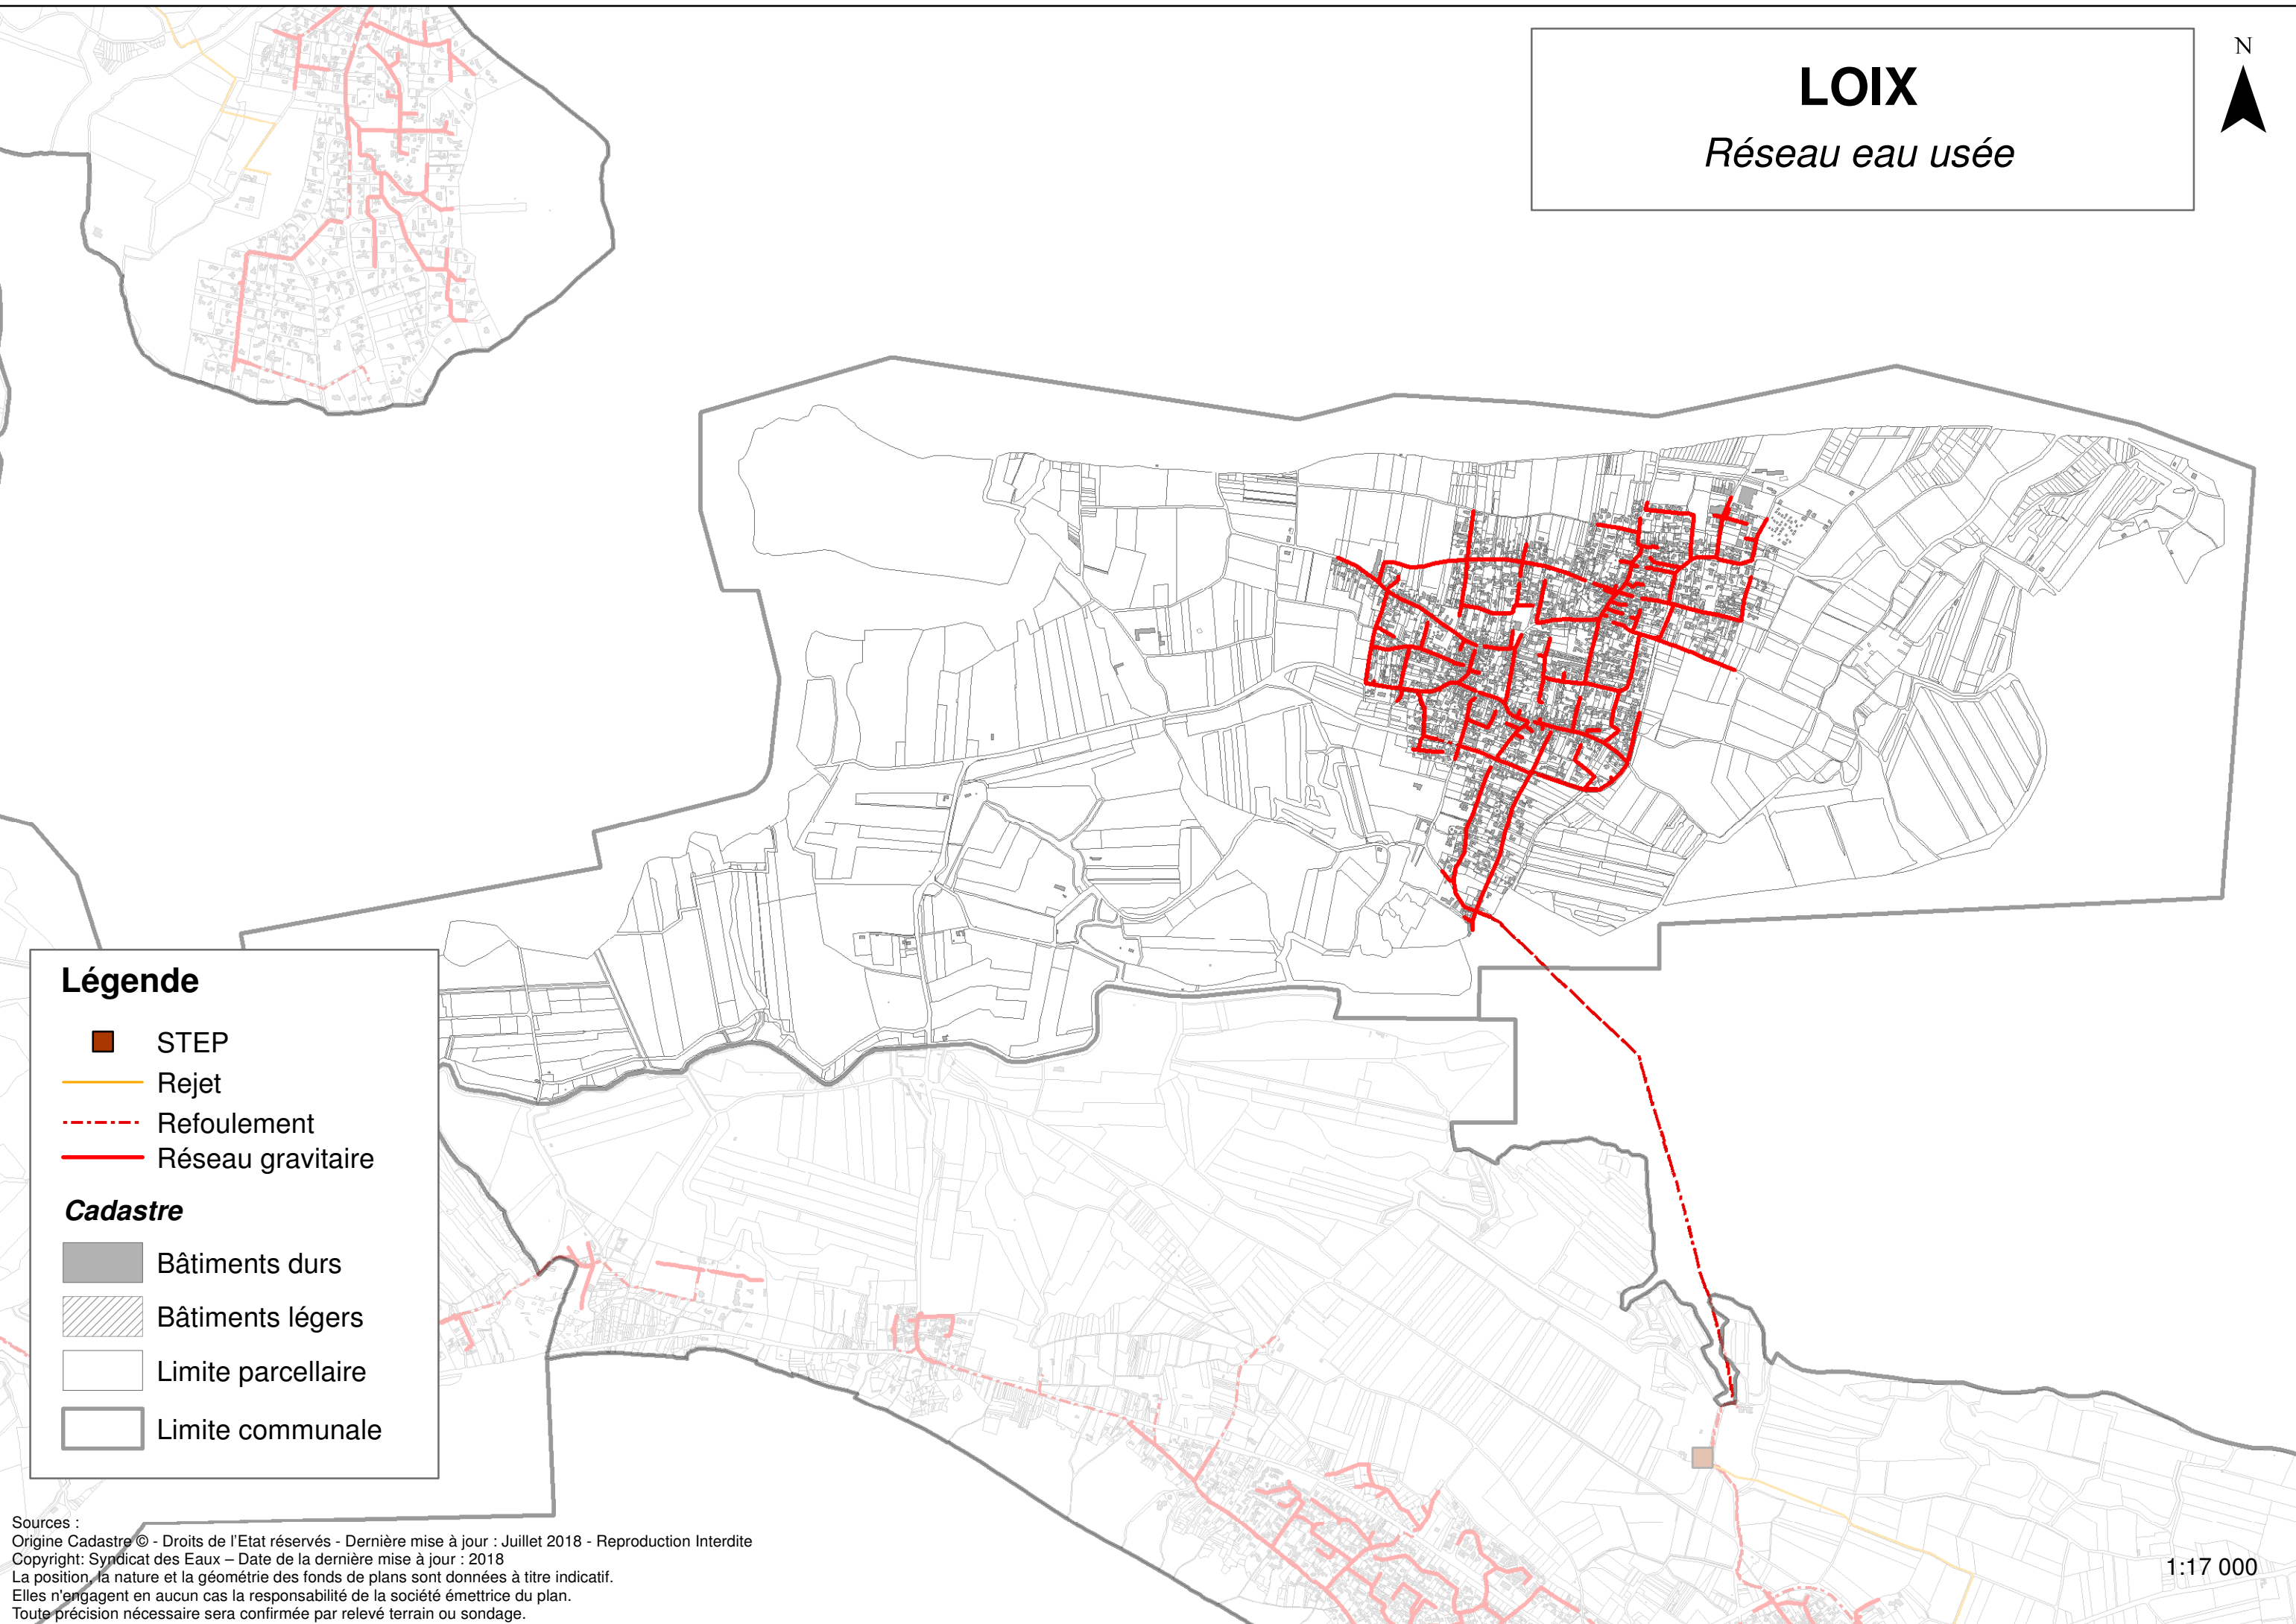 LOIX
Réseau eau usée
N
Légende
STEP
Rejet
Refoulement
Réseau gravitaire
Cadastre
Bâtiments durs
Bâtiments légers
Limite parcellaire
Limite communale
Sources :
Origine Cadastre © - Droits de l'Etat réservés - Dernière mise à jour : Juillet 2018 - Reproduction Interdite
Copyright: Syndicat des Eaux – Date de la dernière mise à jour : 2018
La position, la nature et la géométrie des fonds de plans sont données à titre indicatif.
Elles n'engagent en aucun cas la responsabilité de la société émettrice du plan.
Toute précision nécessaire sera confirmée par relevé terrain ou sondage.
1:17 000